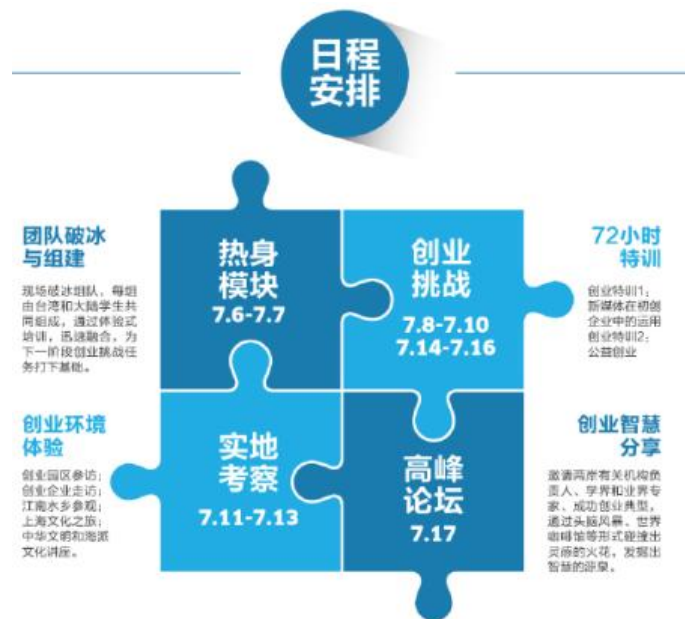 日程
安排
团队破冰
与组建
现场破冰组队，每组
由台湾和大陆学生共
同组成，通过体验式
培训，迅速融合，为
下一阶段创业挑战任
务打下基础。
热身
模块
7.6-7.7
创业
挑战
7.8-7.10
7.14-7.16
72小时
特训
创业特训1：
新媒体在初创
企业中的运用
创业特训2：
公益创业
创业环境
体验
创业园区参访；
创业企业走访；
江南水乡参观；
上海文化之旅；
中华文明和海派
文化讲座。
实地
考察
7.11-7.13
高峰
论坛
7.17
创业智慧
分享
邀请两岸有关机构负
责人、学界和业界专
家、成功创业典型，
通过头脑风暴、世界
咖啡馆等形式碰撞出
灵感的火花，发掘出
智慧的源泉。